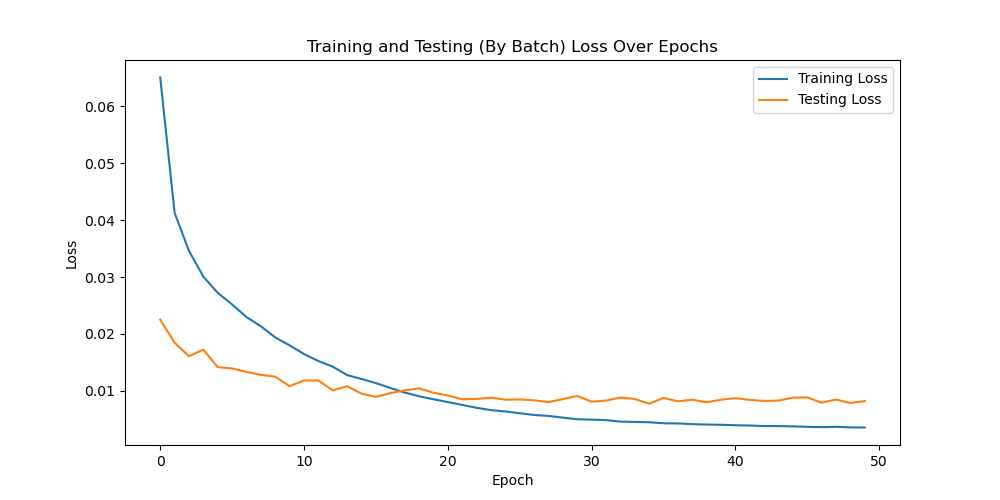 Training and Testing (By Batch) Loss Over Epochs
Training Loss
Testing Loss
0.06
0.05
0.04
0.03
0.02
0.01
Loss
0 10 20 30 40 50
Epoch